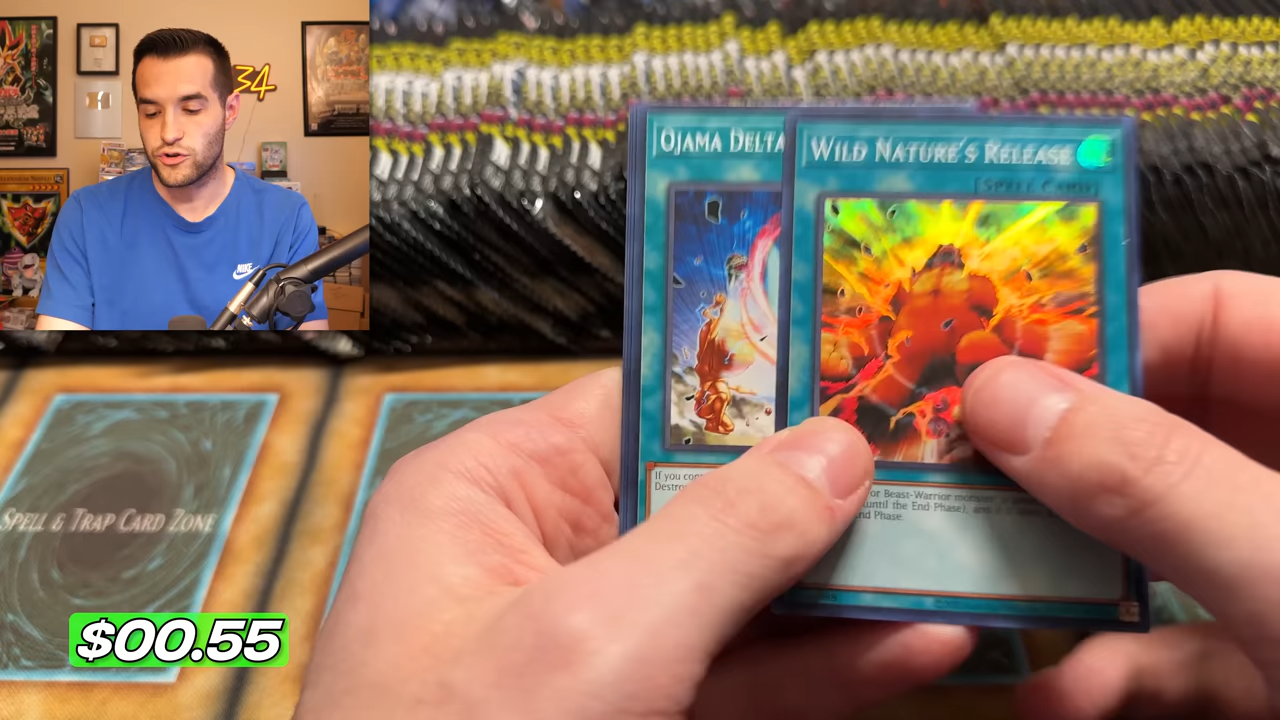 34
OJAMA DELTA
WILD NATURE'S RELEASE
[SPELL CARD]
NIKE
If you con
Destro
or Beast-Warrior monster
until the End Phase), and if it
nd Phase.
SPELL & TRAP CARD ZONE
$00.55